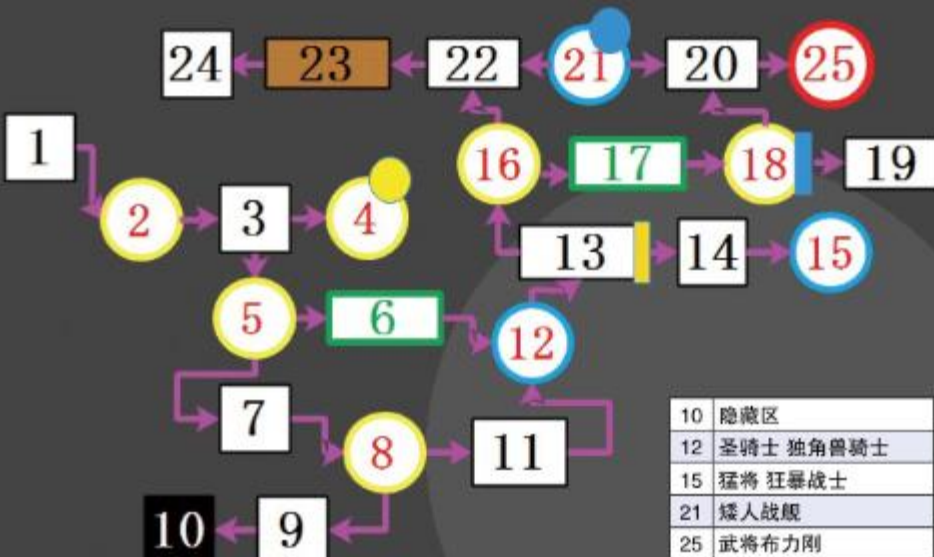 24 23 22 21 20 25
1 16 17 18 19
2 3 4 13 14 15
5 6 12
7 8 11
10 9
10 隐藏区
12 圣骑士 独角兽骑士
15 猛将 狂暴战士
21 矮人战舰
25 武将布力刚